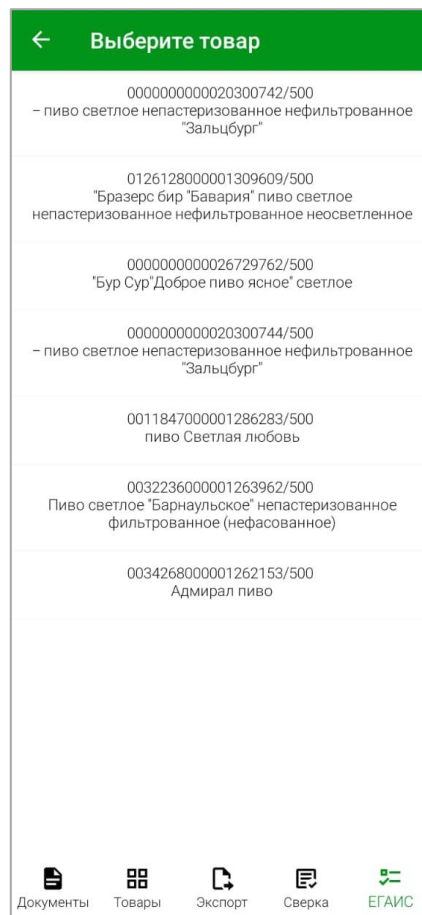 Выберите товар
0000000000020300742/500
– пиво светлое непастеризованное нефильтрованное
"Зальцбург"
0126128000001309609/500
"Бразерс бир "Бавария" пиво светлое
непастеризованное нефильтрованное неосветленное
0000000000026729762/500
"Бур Сур"Доброе пиво ясное" светлое
0000000000020300744/500
– пиво светлое непастеризованное нефильтрованное
"Зальцбург"
0011847000001286283/500
пиво Светлая любовь
0032236000001263962/500
Пиво светлое "Барнаульское" непастеризованное
фильтрованное (нефасованное)
0034268000001262153/500
Адмирал пиво
Документы Товары Экспорт Сверка ЕГАИС